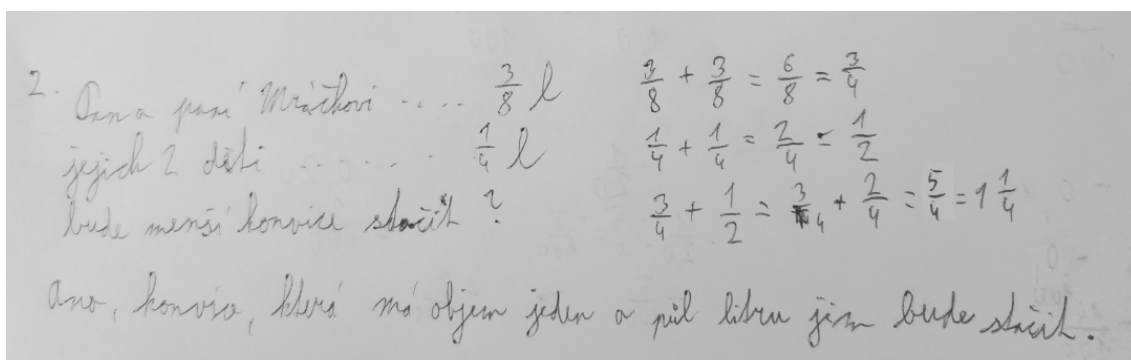 2. Pan a paní Mráčkovi .... 3/8 l 3/8 + 3/8 = 6/8 = 3/4
jejich 2 děti ....... 1/4 l 1/4 + 1/4 = 2/4 = 1/2
bude menší konvice stačit ? 3/4 + 1/2 = 3/4 + 2/4 = 5/4 = 1 1/4
Ano, konvice, která má objem jeden a půl litru jim bude stačit.